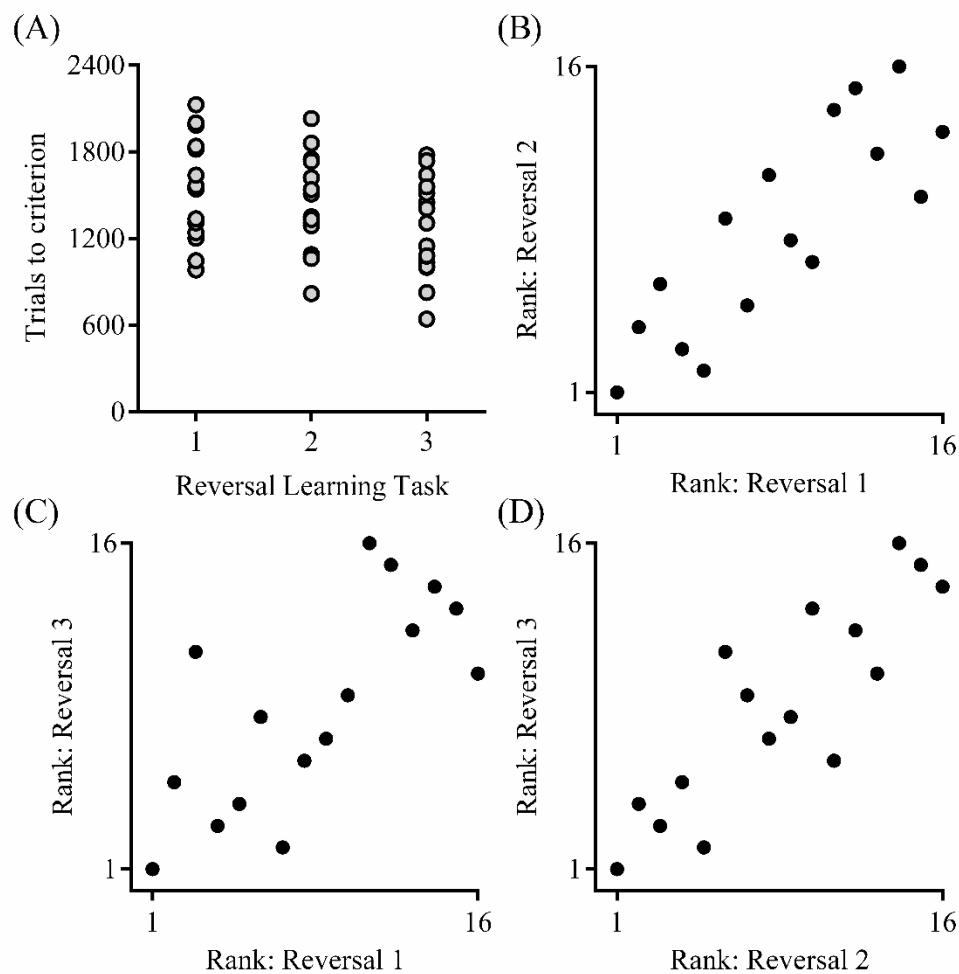 (A)
2400
1800
1200
600
0
Trials to criterion
1 2 3
Reversal Learning Task
(B)
16
1
Rank: Reversal 2
1 16
Rank: Reversal 1
(C)
16
1
Rank: Reversal 3
1 16
Rank: Reversal 1
(D)
16
1
Rank: Reversal 3
1 16
Rank: Reversal 2